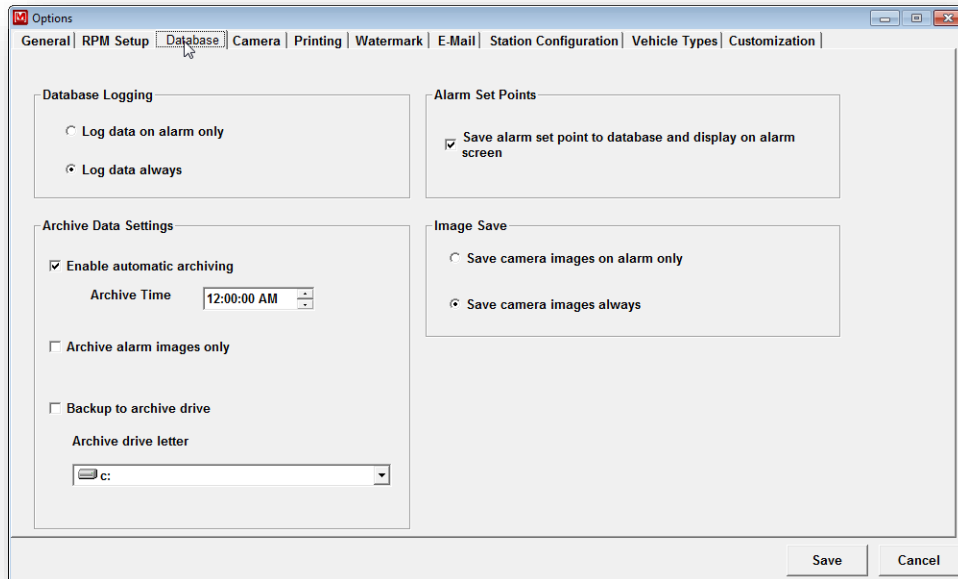 Options
General RPM Setup Database Camera Printing Watermark E-Mail Station Configuration Vehicle Types Customization
Database Logging
Log data on alarm only
Log data always
Alarm Set Points
Save alarm set point to database and display on alarm
screen
Archive Data Settings
Enable automatic archiving
Archive Time 12:00:00 AM
Archive alarm images only
Backup to archive drive
Archive drive letter
c:
Image Save
Save camera images on alarm only
Save camera images always
Save Cancel